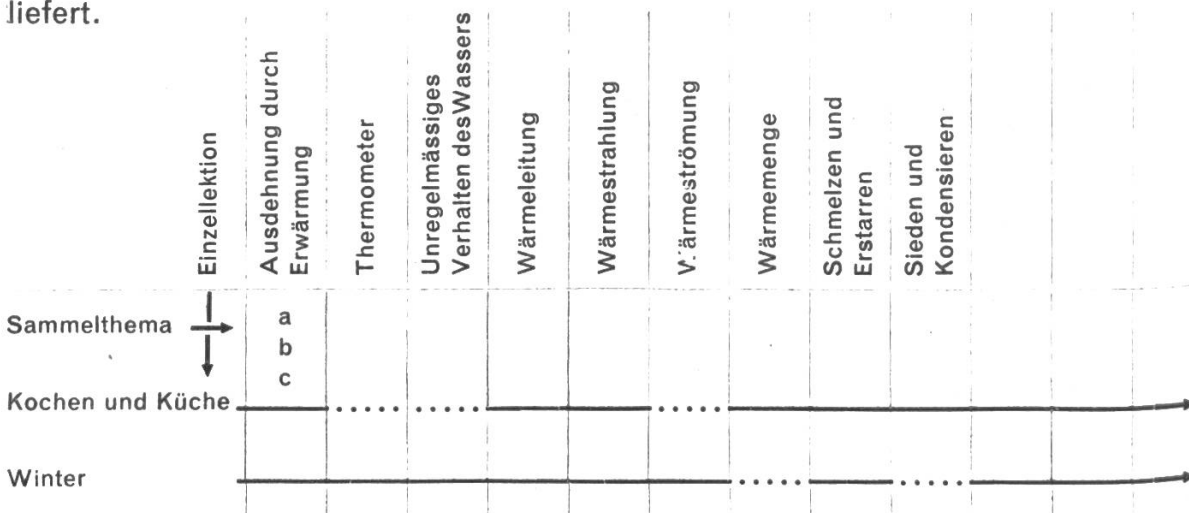 liefert.
Einzellektion
Ausdehnung durch
Erwärmung
Thermometer
Unregelmässiges
Verhalten des Wassers
Wärmeleitung
Wärmestrahlung
Wärmeströmung
Wärmemenge
Schmelzen und
Erstarren
Sieden und
Kondensieren
Sammelthema
a
b
c
Kochen und Küche
Winter